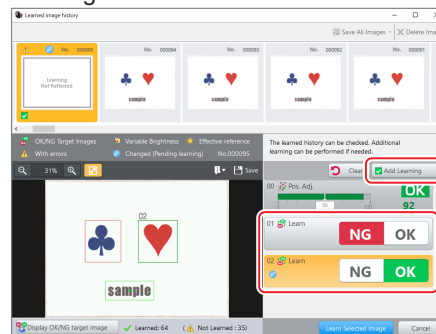 Learned image history
Save All Images
Delete Ima
No. 000095
No. 000094
No. 000093
No. 000092
No. 000091
Learning
Not Reflected
sample
sample
sample
sample
OK/NG Target Images
Variable Brightness
Effective reference
With errors
Changed (Pending learning)
No.000095
The learned history can be checked. Additional
learning can be performed if needed.
31%
Save
Clear
Add Learning
00 Pos. Adj.
50
OK
92
02
sample
01 Learn
NG
OK
02 Learn
NG
OK
Display OK/NG target image
Learned: 64
( Not Learned : 35)
Learn Selected Image
Cancel